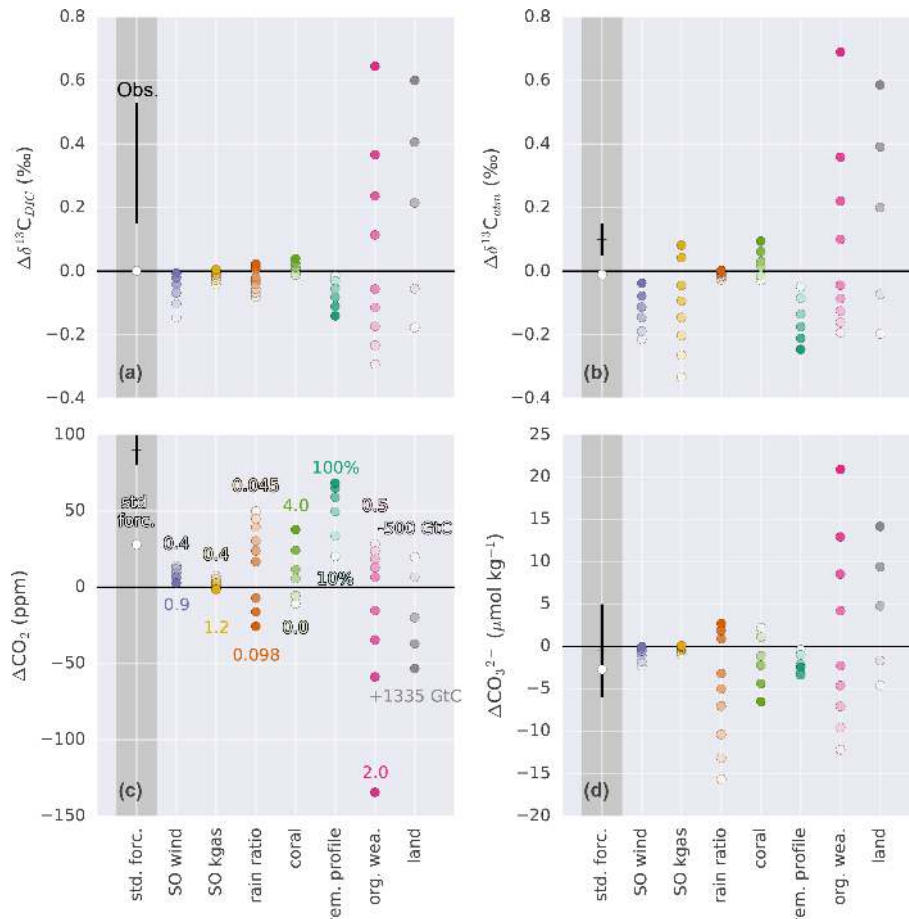 0.8
0.6
0.4
0.2
0.0
−0.2
−0.4
Δδ¹³C_DIC (‰)
Obs.
(a)
0.8
0.6
0.4
0.2
0.0
−0.2
−0.4
Δδ¹³C_atm (‰)
(b)
100
50
0
−50
−100
−150
ΔCO₂ (ppm)
std
forc.
0.4
0.9
0.4
1.2
0.045
0.098
4.0
0.0
100%
10%
0.5
-500 GtC
+1335 GtC
2.0
(c)
std. forc.
SO wind
SO kgas
rain ratio
coral
rem. profile
org. wea.
land
25
20
15
10
5
0
−5
−10
−15
−20
ΔCO₃²⁻ (μmol kg⁻¹)
(d)
std. forc.
SO wind
SO kgas
rain ratio
coral
rem. profile
org. wea.
land